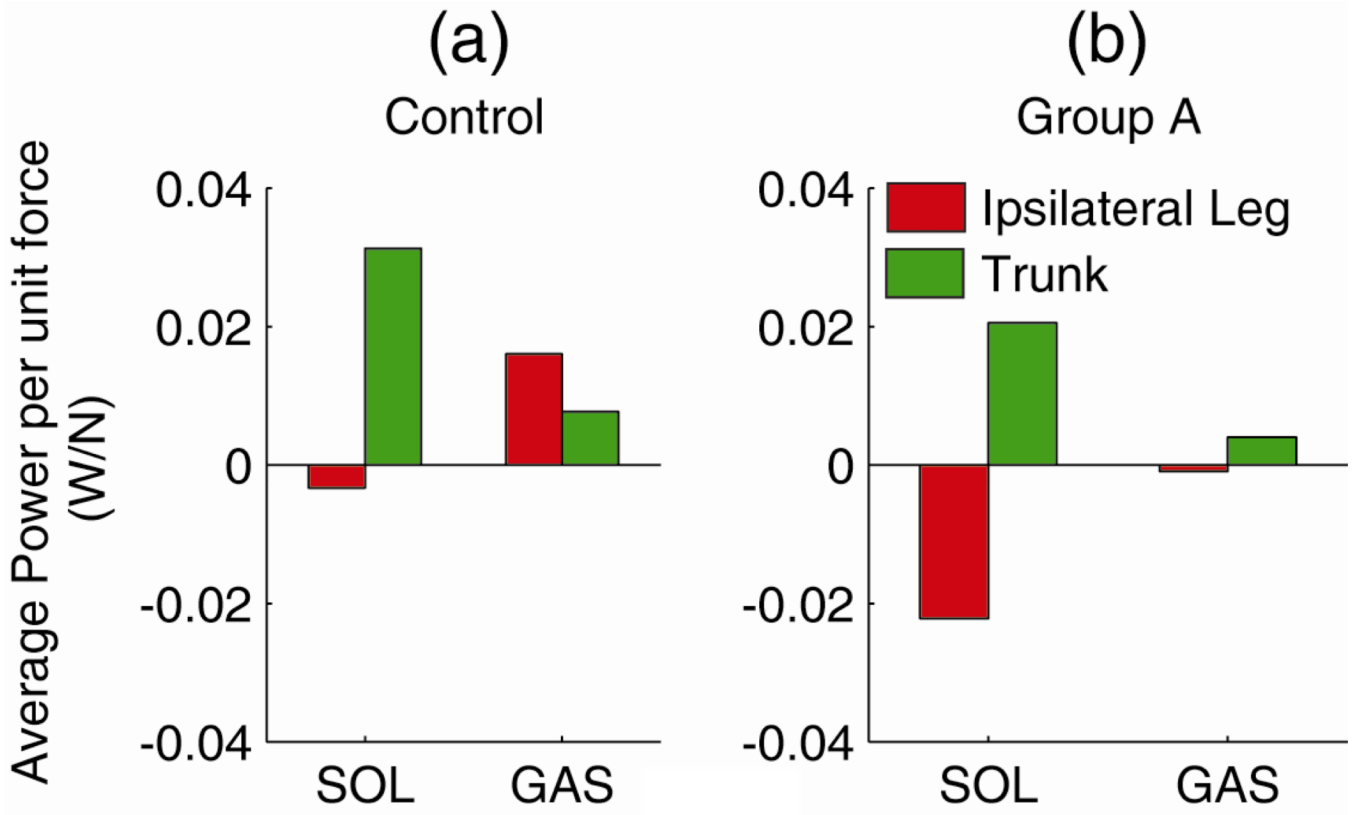 (a)
Control
Average Power per unit force
(W/N)
0.04
0.02
0
-0.02
-0.04
SOL GAS
(b)
Group A
0.04
0.02
0
-0.02
-0.04
Ipsilateral Leg
Trunk
SOL GAS